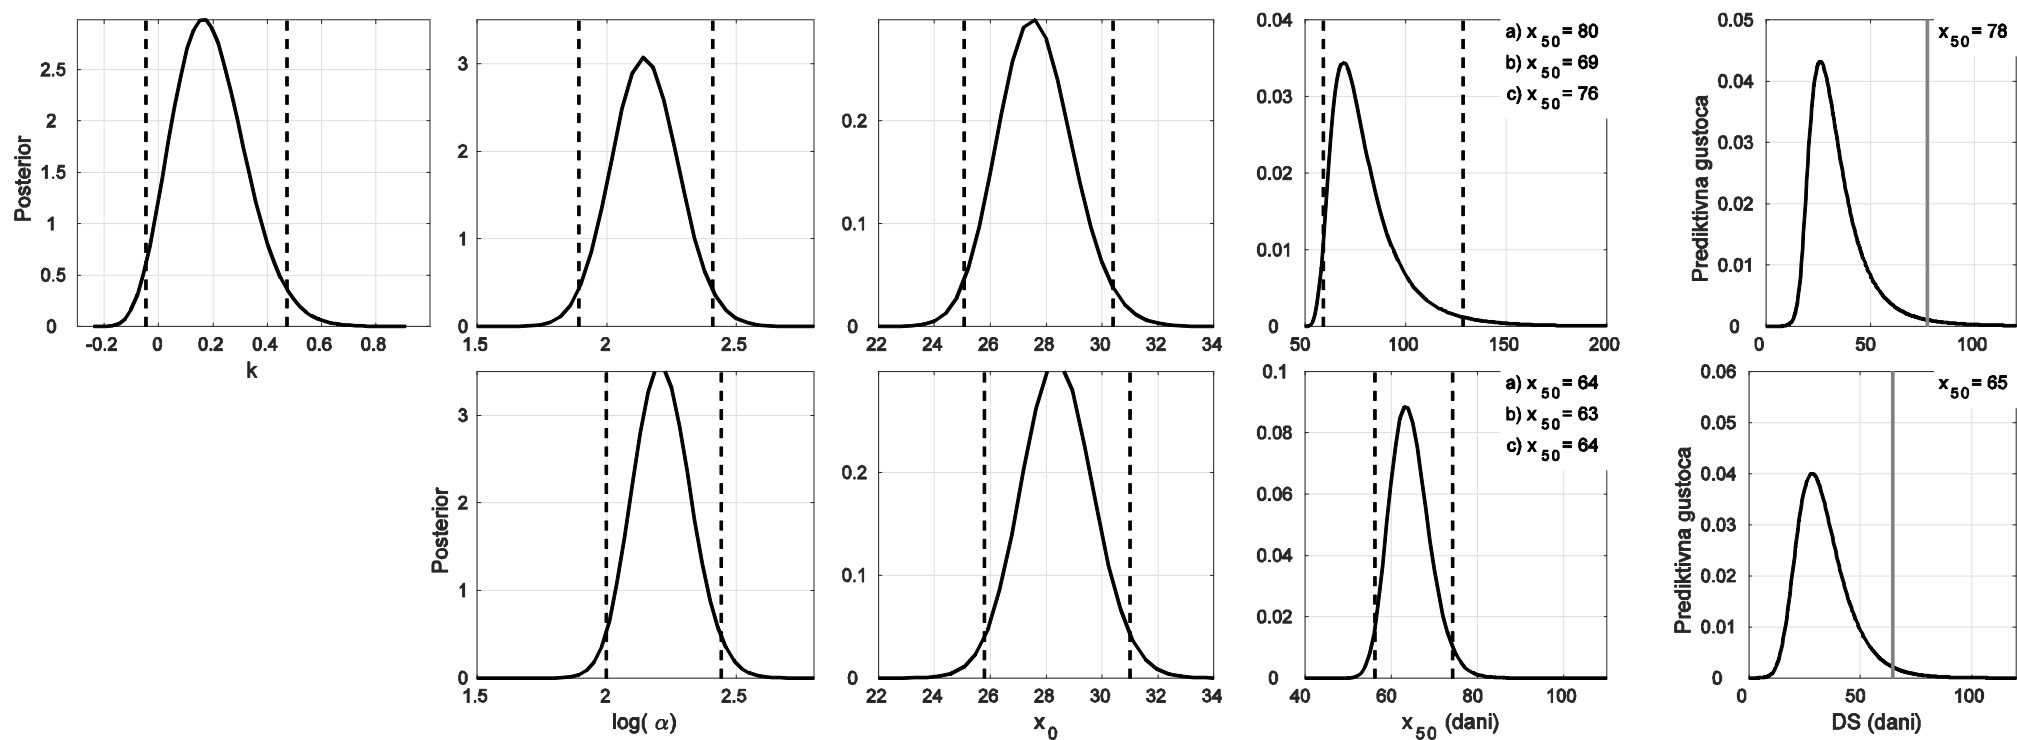 Posterior
2.5
2
1.5
1
0.5
0
-0.2 0 0.2 0.4 0.6 0.8
k
3
2
1
0
1.5 2 2.5
0.2
0.1
0
22 24 26 28 30 32 34
0.04
0.03
0.02
0.01
0
50 100 150 200
a) x50 = 80
b) x50 = 69
c) x50 = 76
Prediktivna gustoca
0.05
0.04
0.03
0.02
0.01
0
0 50 100
x50 = 78
Posterior
3
2
1
0
1.5 2 2.5
log( α)
0.2
0.1
0
22 24 26 28 30 32 34
x0
0.1
0.08
0.06
0.04
0.02
0
40 60 80 100
x50 (dani)
a) x50 = 64
b) x50 = 63
c) x50 = 64
Prediktivna gustoca
0.06
0.05
0.04
0.03
0.02
0.01
0
0 50 100
DS (dani)
x50 = 65